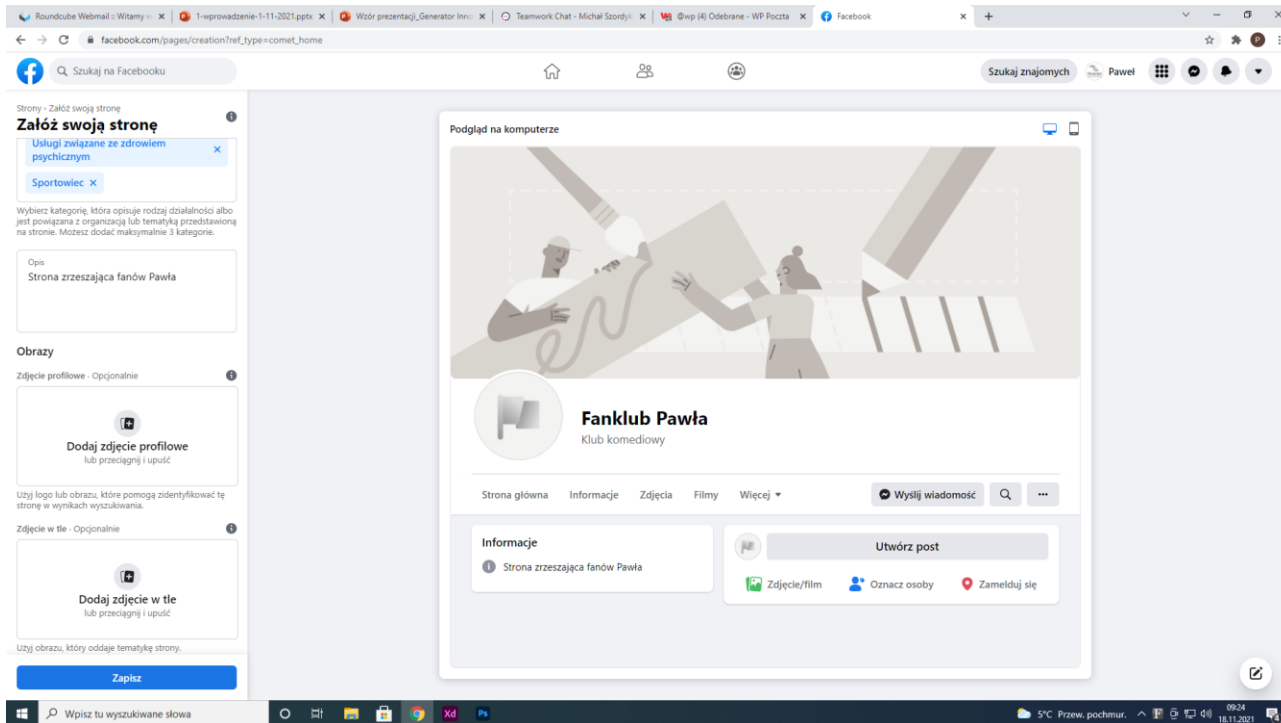 Roundcube Webmail :: Witamy w
1-wprowadzenie-1-11-2021.pptx
Wzór prezentacji_Generator Inno
Teamwork Chat - Michał Szordyk
@wp (4) Odebrane - WP Poczta
Facebook
facebook.com/pages/creation?ref_type=comet_home
P
Szukaj na Facebooku
Szukaj znajomych
Paweł
Strony › Załóż swoją stronę
Załóż swoją stronę
Usługi związane ze zdrowiem
psychicznym
Sportowiec
Wybierz kategorię, która opisuje rodzaj działalności albo
jest powiązana z organizacją lub tematyką przedstawioną
na stronie. Możesz dodać maksymalnie 3 kategorie.
Opis
Strona zrzeszająca fanów Pawła
Obrazy
Zdjęcie profilowe · Opcjonalnie
Dodaj zdjęcie profilowe
lub przeciągnij i upuść
Użyj logo lub obrazu, które pomogą zidentyfikować tę
stronę w wynikach wyszukiwania.
Zdjęcie w tle · Opcjonalnie
Dodaj zdjęcie w tle
lub przeciągnij i upuść
Użyj obrazu, który oddaje tematykę strony.
Zapisz
Podgląd na komputerze
Fanklub Pawła
Klub komediowy
Strona główna
Informacje
Zdjęcia
Filmy
Więcej
Wyślij wiadomość
Informacje
Strona zrzeszająca fanów Pawła
Utwórz post
Zdjęcie/film
Oznacz osoby
Zamelduj się
Wpisz tu wyszukiwane słowa
Xd
Ps
5°C Przew. pochmur.
09:24
18.11.2021